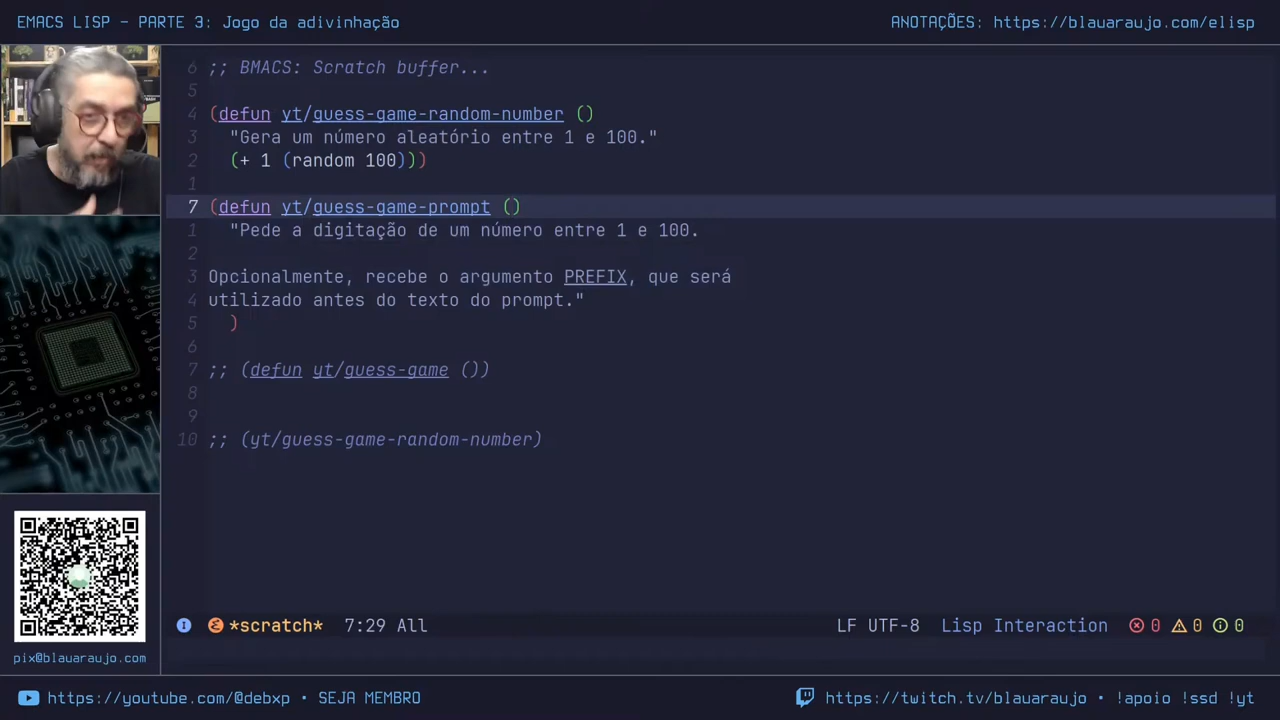 EMACS LISP - PARTE 3: Jogo da adivinhação
ANOTAÇÕES: https://blauaraujo.com/elisp
6 ;; BMACS: Scratch buffer...
5
4 (defun yt/guess-game-random-number ()
3 "Gera um número aleatório entre 1 e 100."
2 (+ 1 (random 100)))
1
7 (defun yt/guess-game-prompt ()
1 "Pede a digitação de um número entre 1 e 100.
2
3 Opcionalmente, recebe o argumento PREFIX, que será
4 utilizado antes do texto do prompt."
5 )
6
7 ;; (defun yt/guess-game ())
8
9
10 ;; (yt/guess-game-random-number)
I *scratch* 7:29 All LF UTF-8 Lisp Interaction 0 0 0
pix@blauaraujo.com
https://youtube.com/@debxp • SEJA MEMBRO
https://twitch.tv/blauaraujo • !apoio !ssd !yt